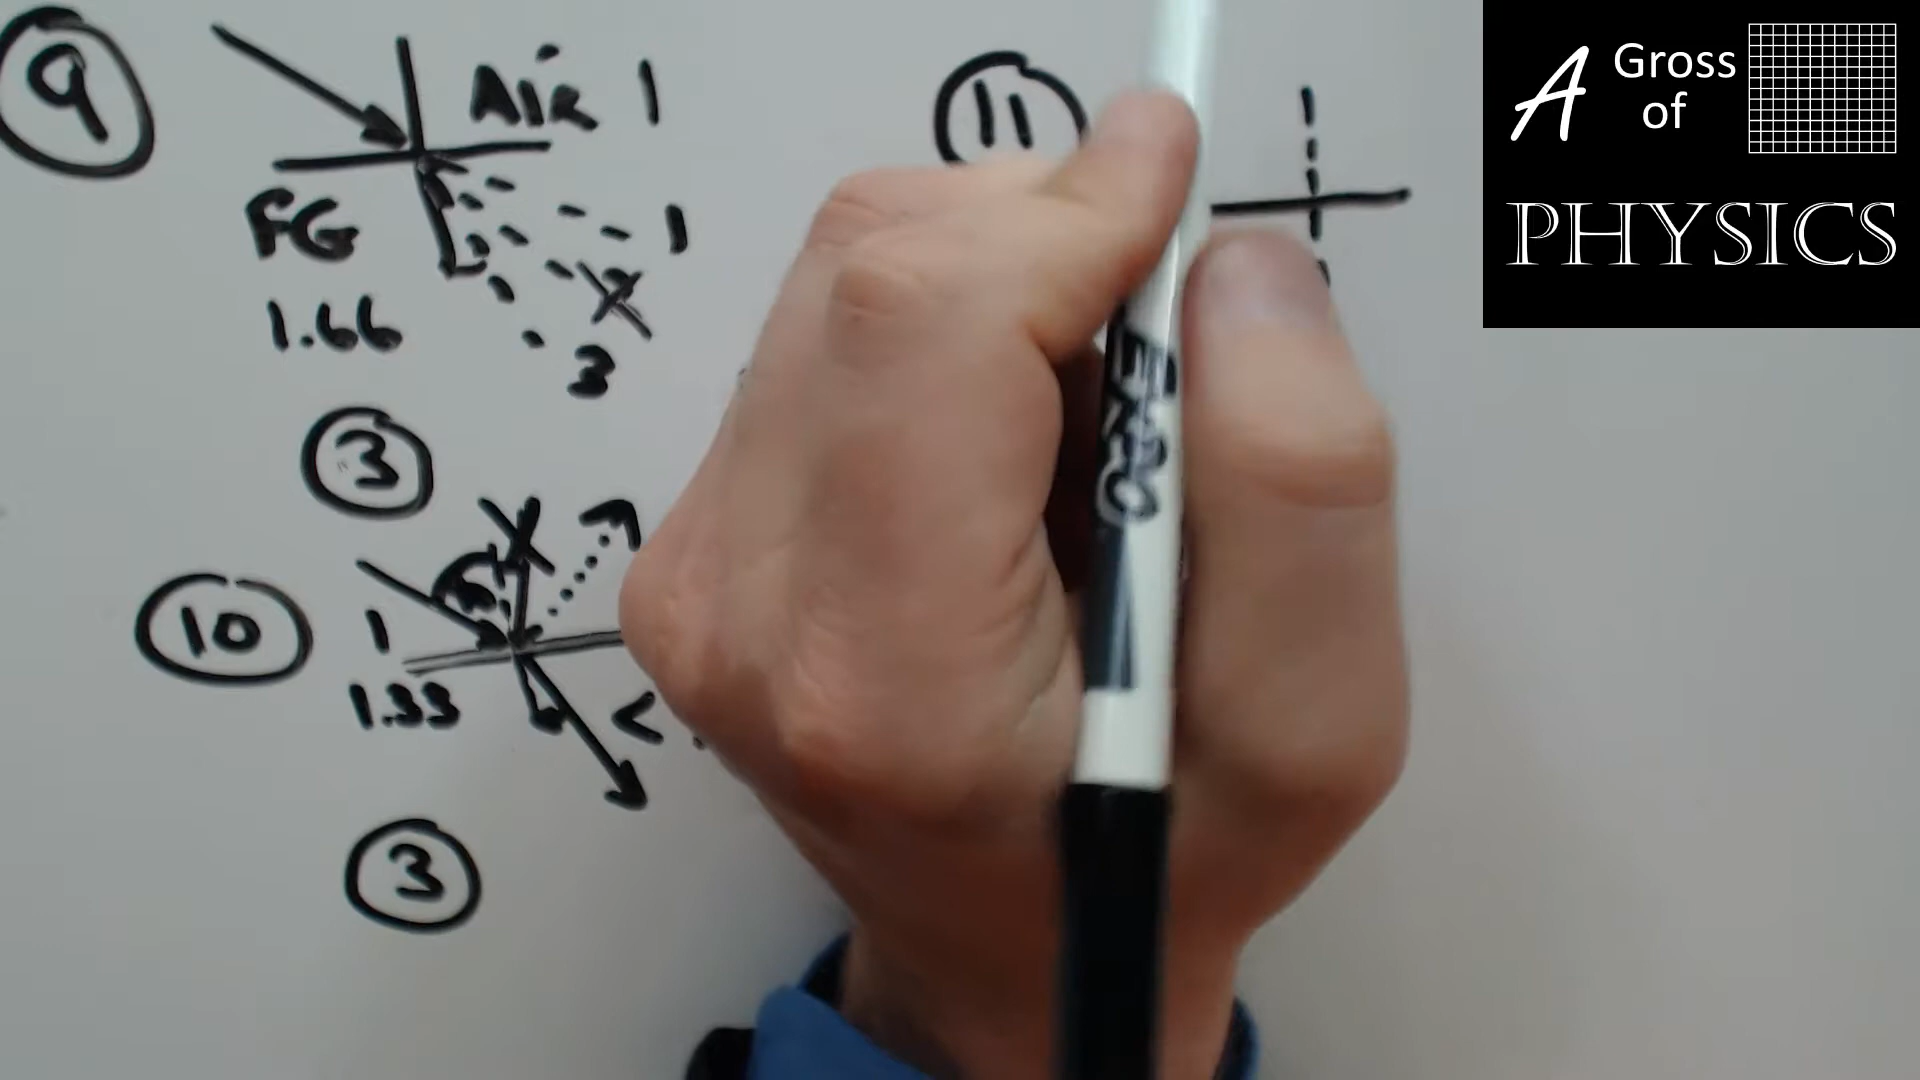 9
AIR 1
FG
1
X
1.66
3
3
10
X
1
1.33
<
3
11
EXPO
A Gross of
PHYSICS